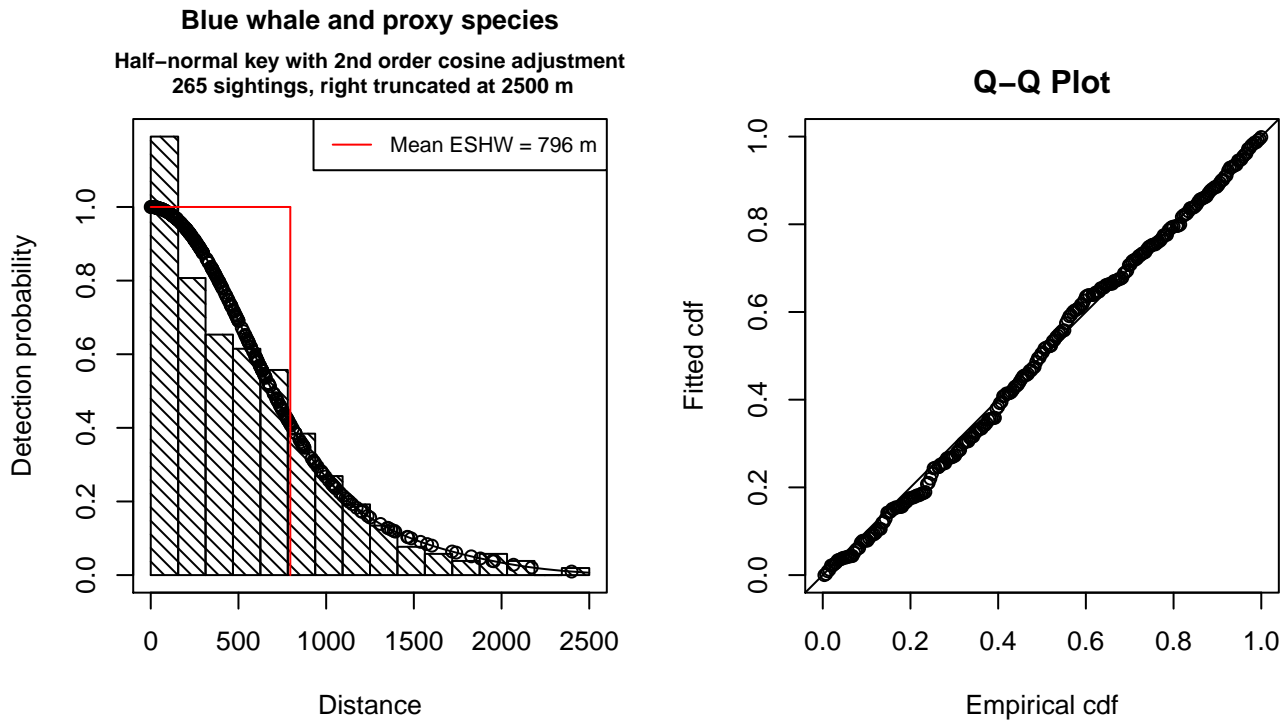 Blue whale and proxy species
Half−normal key with 2nd order cosine adjustment
265 sightings, right truncated at 2500 m
Mean ESHW = 796 m
Detection probability
0.0 0.2 0.4 0.6 0.8 1.0
0 500 1000 1500 2000 2500
Distance
Q−Q Plot
Fitted cdf
0.0 0.2 0.4 0.6 0.8 1.0
0.0 0.2 0.4 0.6 0.8 1.0
Empirical cdf